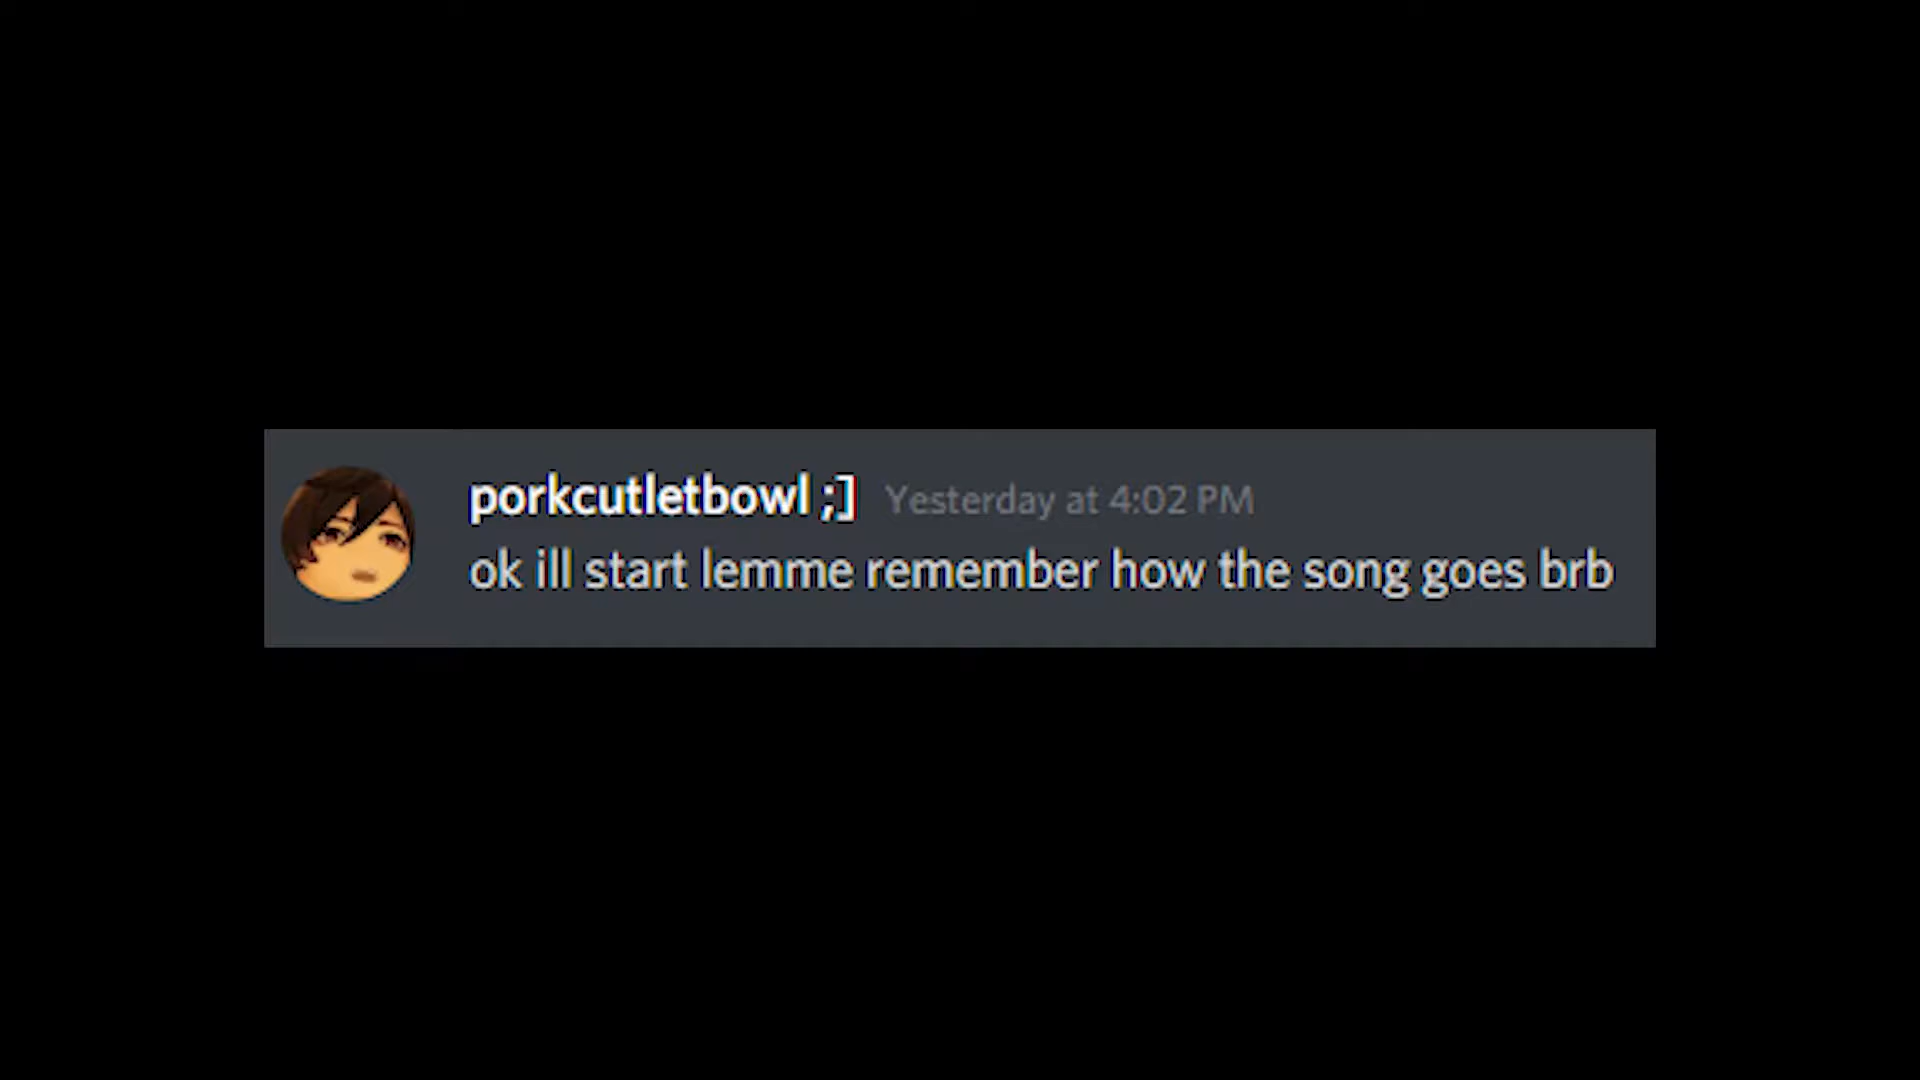 porkcutletbowl ;] Yesterday at 4:02 PM
ok ill start lemme remember how the song goes brb